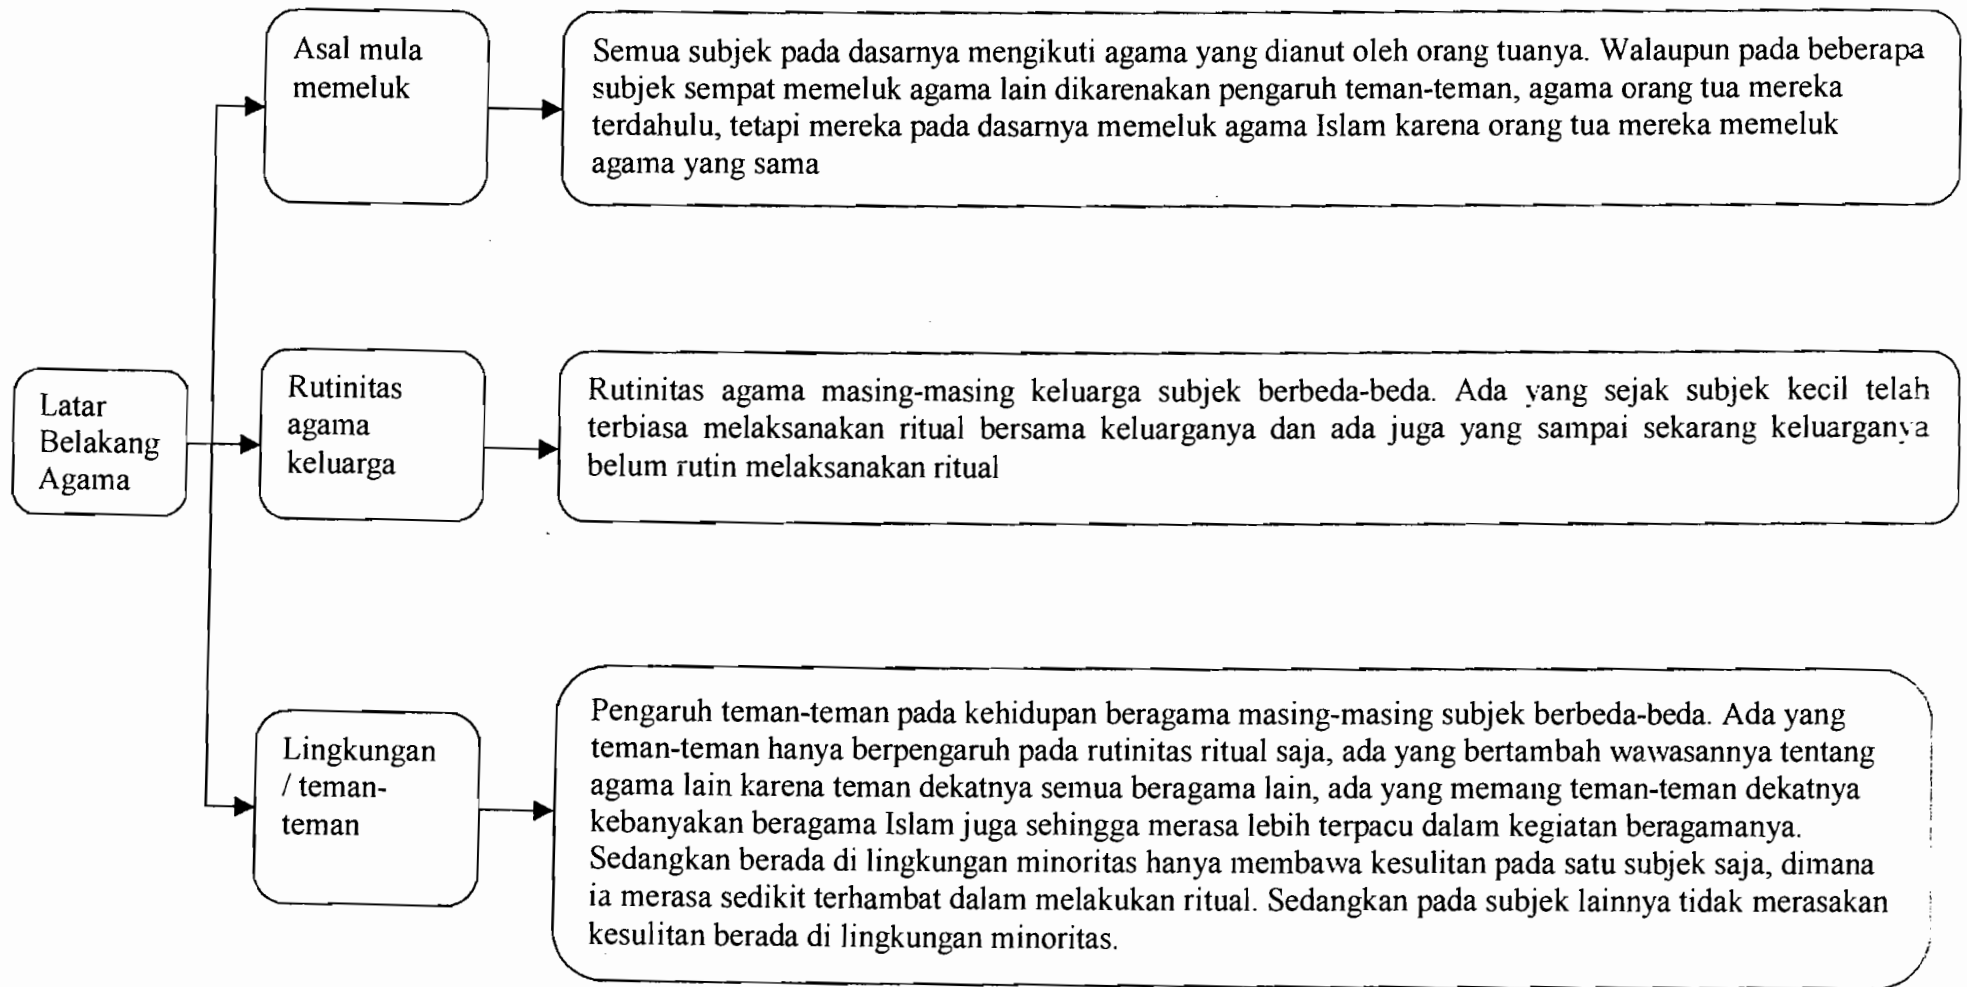 Asal mula
memeluk
Semua subjek pada dasarnya mengikuti agama yang dianut oleh orang tuanya. Walaupun pada beberapa
subjek sempat memeluk agama lain dikarenakan pengaruh teman-teman, agama orang tua mereka
terdahulu, tetapi mereka pada dasarnya memeluk agama Islam karena orang tua mereka memeluk
agama yang sama
Latar
Belakang
Agama
Rutinitas
agama
keluarga
Rutinitas agama masing-masing keluarga subjek berbeda-beda. Ada yang sejak subjek kecil telah
terbiasa melaksanakan ritual bersama keluarganya dan ada juga yang sampai sekarang keluarganya
belum rutin melaksanakan ritual
Lingkungan
/ teman-
teman
Pengaruh teman-teman pada kehidupan beragama masing-masing subjek berbeda-beda. Ada yang
teman-teman hanya berpengaruh pada rutinitas ritual saja, ada yang bertambah wawasannya tentang
agama lain karena teman dekatnya semua beragama lain, ada yang memang teman-teman dekatnya
kebanyakan beragama Islam juga sehingga merasa lebih terpacu dalam kegiatan beragamanya.
Sedangkan berada di lingkungan minoritas hanya membawa kesulitan pada satu subjek saja, dimana
ia merasa sedikit terhambat dalam melakukan ritual. Sedangkan pada subjek lainnya tidak merasakan
kesulitan berada di lingkungan minoritas.